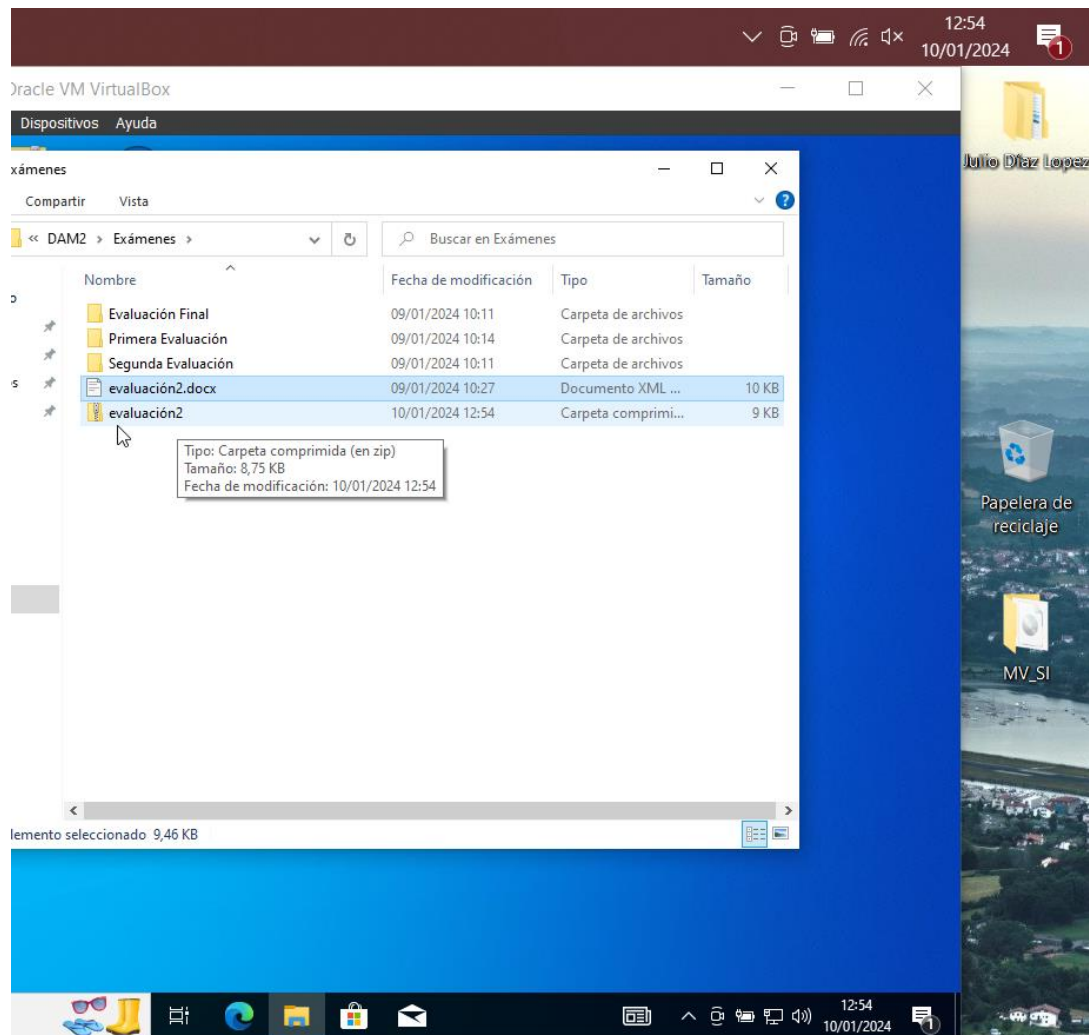 12:54
10/01/2024
1
Oracle VM VirtualBox
Dispositivos Ayuda
Julio Díaz Lopez
xámenes
Compartir Vista
« DAM2 > Exámenes >
Buscar en Exámenes
Nombre Fecha de modificación Tipo Tamaño
Evaluación Final 09/01/2024 10:11 Carpeta de archivos
Primera Evaluación 09/01/2024 10:14 Carpeta de archivos
Segunda Evaluación 09/01/2024 10:11 Carpeta de archivos
evaluación2.docx 09/01/2024 10:27 Documento XML ... 10 KB
evaluación2 10/01/2024 12:54 Carpeta comprimi... 9 KB
Tipo: Carpeta comprimida (en zip)
Tamaño: 8,75 KB
Fecha de modificación: 10/01/2024 12:54
Papelera de
reciclaje
MV_SI
lemento seleccionado 9,46 KB
12:54
10/01/2024
1